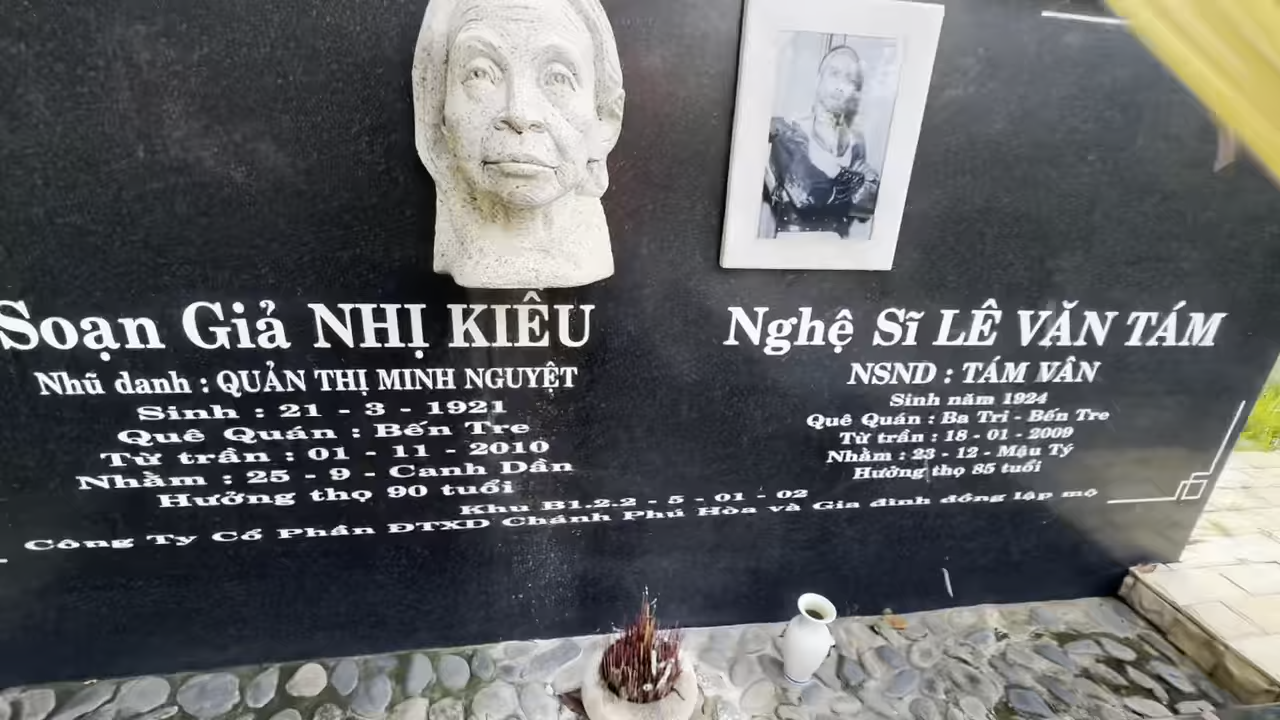 Soạn Giả NHỊ KIỀU
Nhũ danh : QUẢN THỊ MINH NGUYỆT
Sinh : 21 - 3 - 1921
Quê Quán : Bến Tre
Từ trần : 01 - 11 - 2010
Nhằm : 25 - 9 - Canh Dần
Hưởng thọ 90 tuổi
Nghệ Sĩ LÊ VĂN TÁM
NSND : TÁM VÂN
Sinh năm 1924
Quê Quán : Ba Tri - Bến Tre
Từ trần : 18 - 01 - 2009
Nhằm : 23 - 12 - Mậu Tý
Hưởng thọ 85 tuổi
Khu B1.2.2 - 5 - 01 - 02
Công Ty Cổ Phần ĐTXD Chánh Phú Hòa và Gia đình đồng lập mộ